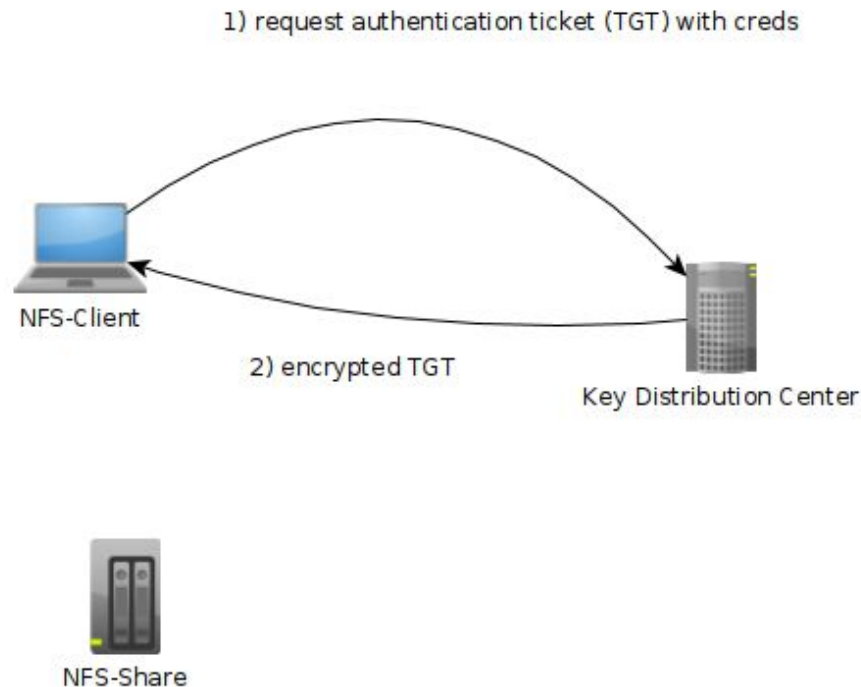 1) request authentication ticket (TGT) with creds
NFS-Client
2) encrypted TGT
Key Distribution Center
NFS-Share